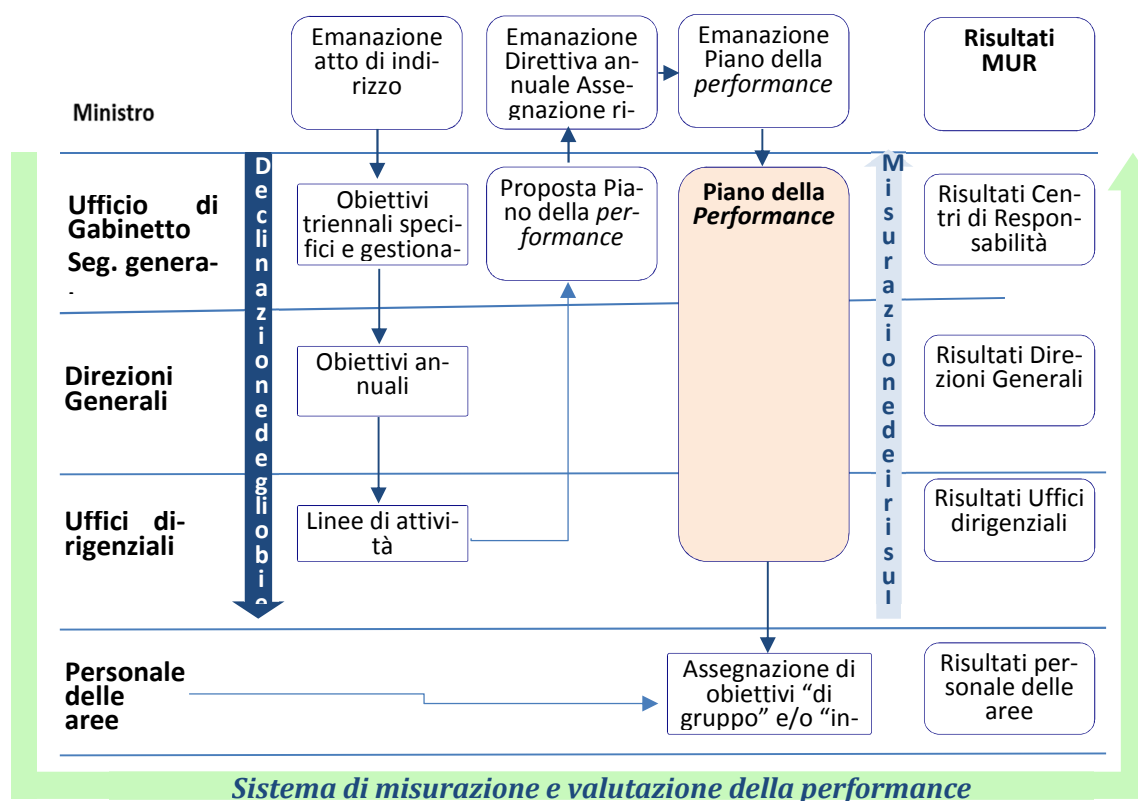 Emanazione
atto di indi-
rizzo
Emanazione
Direttiva an-
nuale Asse-
gnazione ri-
Emanazione
Piano della
performance
Risultati
MUR
Ministro
Ufficio di
Gabinetto
Seg. genera-
Obiettivi
triennali speci-
fici e gestiona-
Proposta Pia-
no della per-
formance
Piano della
Performance
Risultati Cen-
tri di Respon-
sabilità
Direzioni
Generali
Obiettivi an-
nuali
Risultati Dire-
zioni Generali
Uffici di-
rigenziali
Linee di attivi-
tà
Risultati Uffici
dirigenziali
Personale
delle
aree
Assegnazione di
obiettivi “di
gruppo” e/o “in-
Risultati per-
sonale delle
aree
Declinazionedegliobie
Misurazionedeirisul
Sistema di misurazione e valutazione della performance